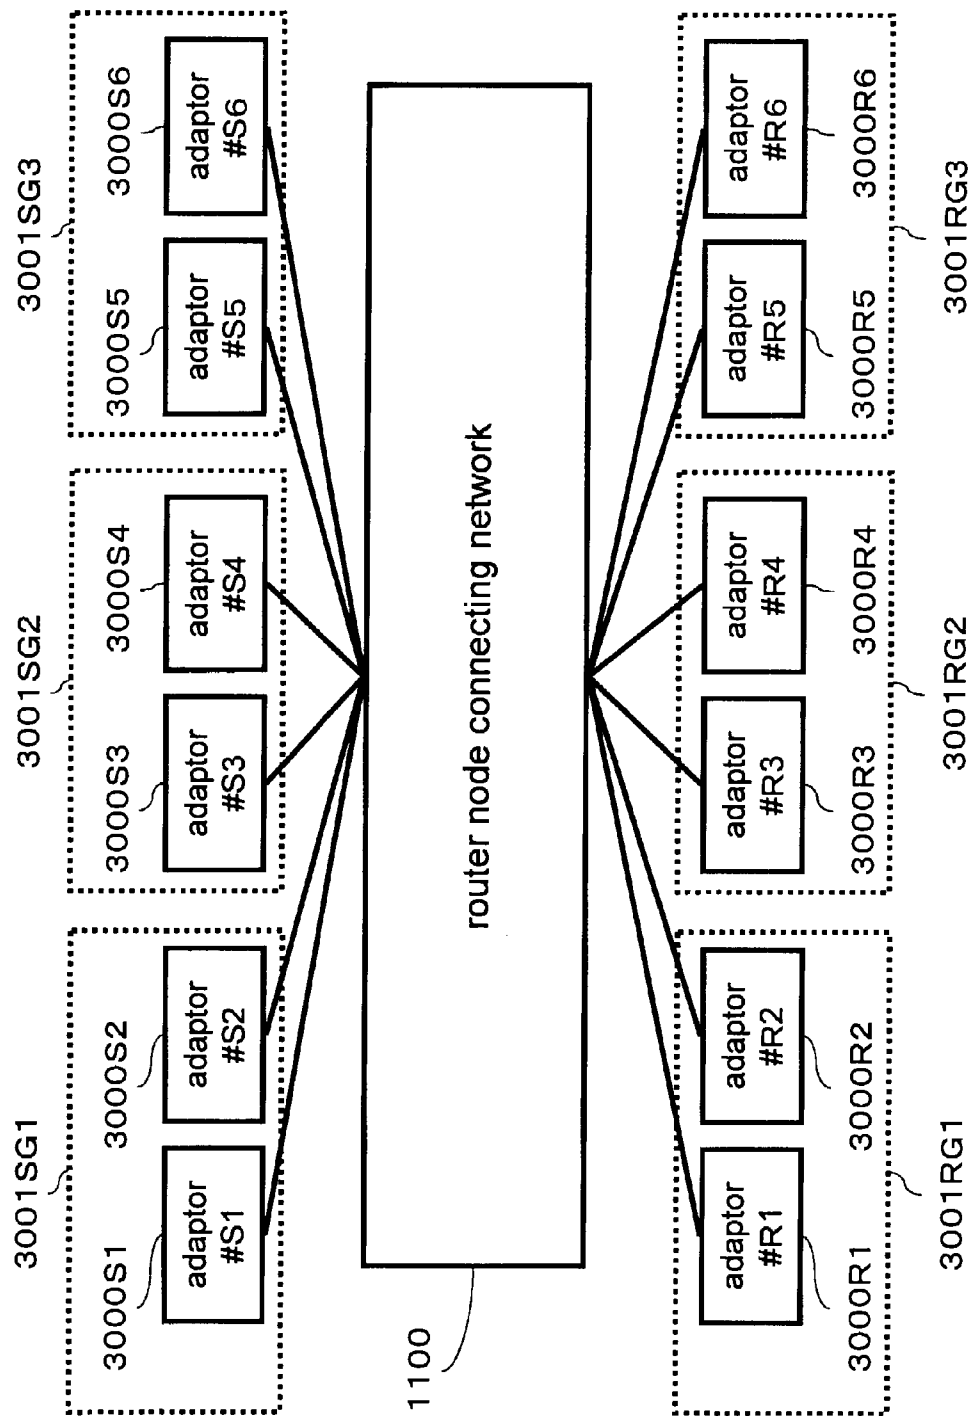 3001SG1
3001SG2
3001SG3
3000S1
3000S2
3000S3
3000S4
3000S5
3000S6
adaptor
#S1
adaptor
#S2
adaptor
#S3
adaptor
#S4
adaptor
#S5
adaptor
#S6
1100
router node connecting network
adaptor
#R1
adaptor
#R2
adaptor
#R3
adaptor
#R4
adaptor
#R5
adaptor
#R6
3000R1
3000R2
3000R3
3000R4
3000R5
3000R6
3001RG1
3001RG2
3001RG3